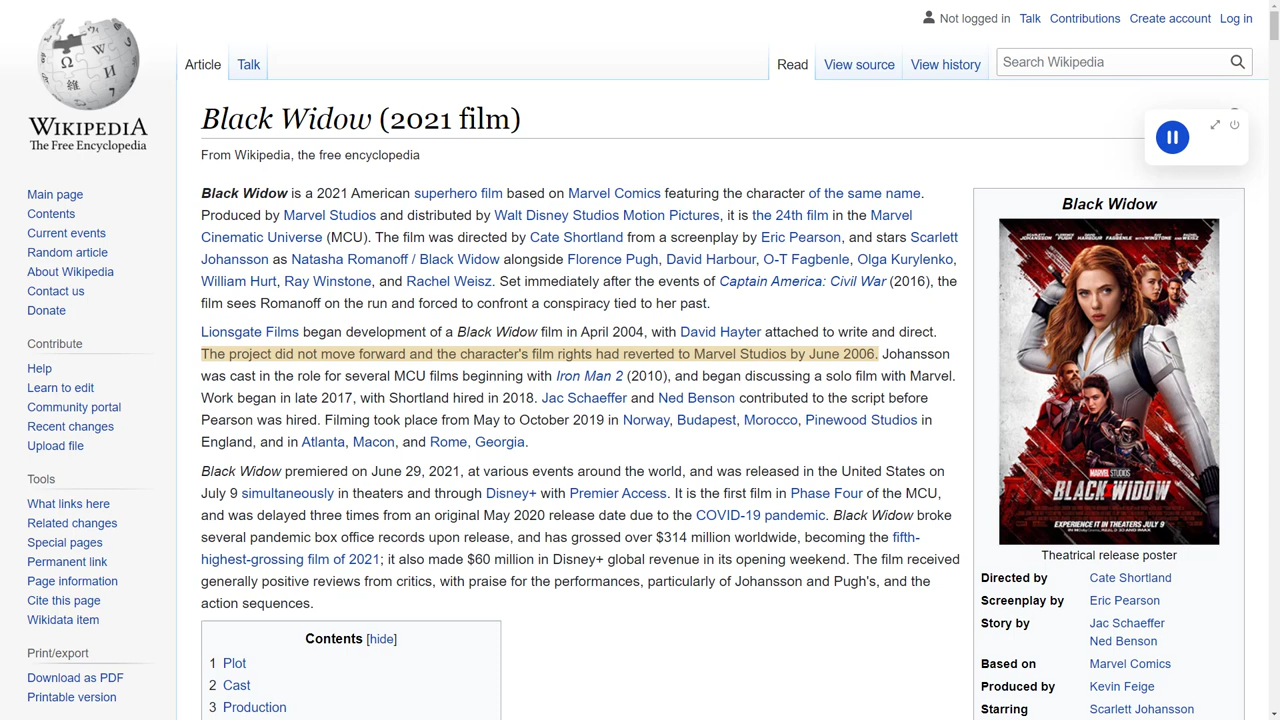 Not logged in Talk Contributions Create account Log in
Article Talk Read View source View history Search Wikipedia
WIKIPEDIA
The Free Encyclopedia
Main page
Contents
Current events
Random article
About Wikipedia
Contact us
Donate
Contribute
Help
Learn to edit
Community portal
Recent changes
Upload file
Tools
What links here
Related changes
Special pages
Permanent link
Page information
Cite this page
Wikidata item
Print/export
Download as PDF
Printable version
Black Widow (2021 film)
From Wikipedia, the free encyclopedia
Black Widow is a 2021 American superhero film based on Marvel Comics featuring the character of the same name.
Produced by Marvel Studios and distributed by Walt Disney Studios Motion Pictures, it is the 24th film in the Marvel
Cinematic Universe (MCU). The film was directed by Cate Shortland from a screenplay by Eric Pearson, and stars Scarlett
Johansson as Natasha Romanoff / Black Widow alongside Florence Pugh, David Harbour, O-T Fagbenle, Olga Kurylenko,
William Hurt, Ray Winstone, and Rachel Weisz. Set immediately after the events of Captain America: Civil War (2016), the
film sees Romanoff on the run and forced to confront a conspiracy tied to her past.
Lionsgate Films began development of a Black Widow film in April 2004, with David Hayter attached to write and direct.
The project did not move forward and the character's film rights had reverted to Marvel Studios by June 2006. Johansson
was cast in the role for several MCU films beginning with Iron Man 2 (2010), and began discussing a solo film with Marvel.
Work began in late 2017, with Shortland hired in 2018. Jac Schaeffer and Ned Benson contributed to the script before
Pearson was hired. Filming took place from May to October 2019 in Norway, Budapest, Morocco, Pinewood Studios in
England, and in Atlanta, Macon, and Rome, Georgia.
Black Widow premiered on June 29, 2021, at various events around the world, and was released in the United States on
July 9 simultaneously in theaters and through Disney+ with Premier Access. It is the first film in Phase Four of the MCU,
and was delayed three times from an original May 2020 release date due to the COVID-19 pandemic. Black Widow broke
several pandemic box office records upon release, and has grossed over $314 million worldwide, becoming the fifth-
highest-grossing film of 2021; it also made $60 million in Disney+ global revenue in its opening weekend. The film received
generally positive reviews from critics, with praise for the performances, particularly of Johansson and Pugh's, and the
action sequences.
Contents [hide]
1 Plot
2 Cast
3 Production
Black Widow
MARVEL STUDIOS
BLACK WIDOW
EXPERIENCE IT IN THEATERS JULY 9
Theatrical release poster
Directed by Cate Shortland
Screenplay by Eric Pearson
Story by Jac Schaeffer
Ned Benson
Based on Marvel Comics
Produced by Kevin Feige
Starring Scarlett Johansson